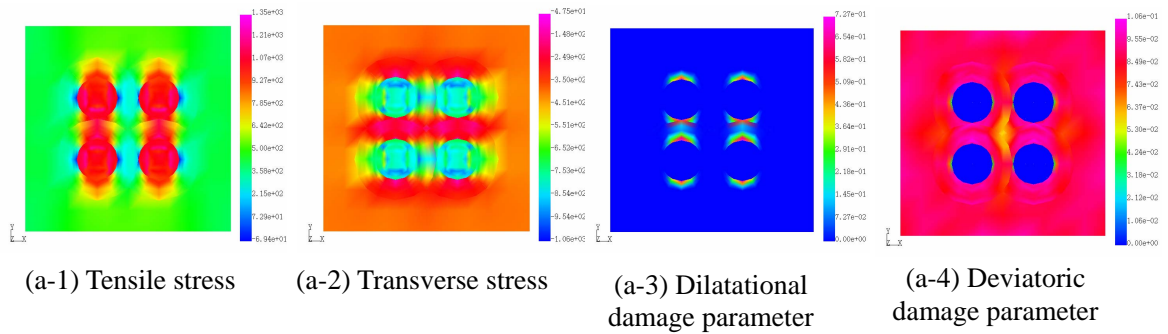 1.35e+03
1.21e+03
1.07e+03
9.27e+02
7.85e+02
6.42e+02
5.00e+02
3.58e+02
2.15e+02
7.29e+01
-6.94e+01
Y
Z X
(a-1) Tensile stress
-4.75e+01
-1.48e+02
-2.49e+02
-3.50e+02
-4.51e+02
-5.51e+02
-6.52e+02
-7.53e+02
-8.54e+02
-9.54e+02
-1.06e+03
Y
Z X
(a-2) Transverse stress
7.27e-01
6.54e-01
5.82e-01
5.09e-01
4.36e-01
3.63e-01
2.91e-01
2.18e-01
1.45e-01
7.27e-02
0.00e+00
Y
Z X
(a-3) Dilatational
damage parameter
1.06e-01
9.55e-02
8.49e-02
7.43e-02
6.36e-02
5.30e-02
4.24e-02
3.18e-02
2.12e-02
1.06e-02
0.00e+00
Y
Z X
(a-4) Deviatoric
damage parameter